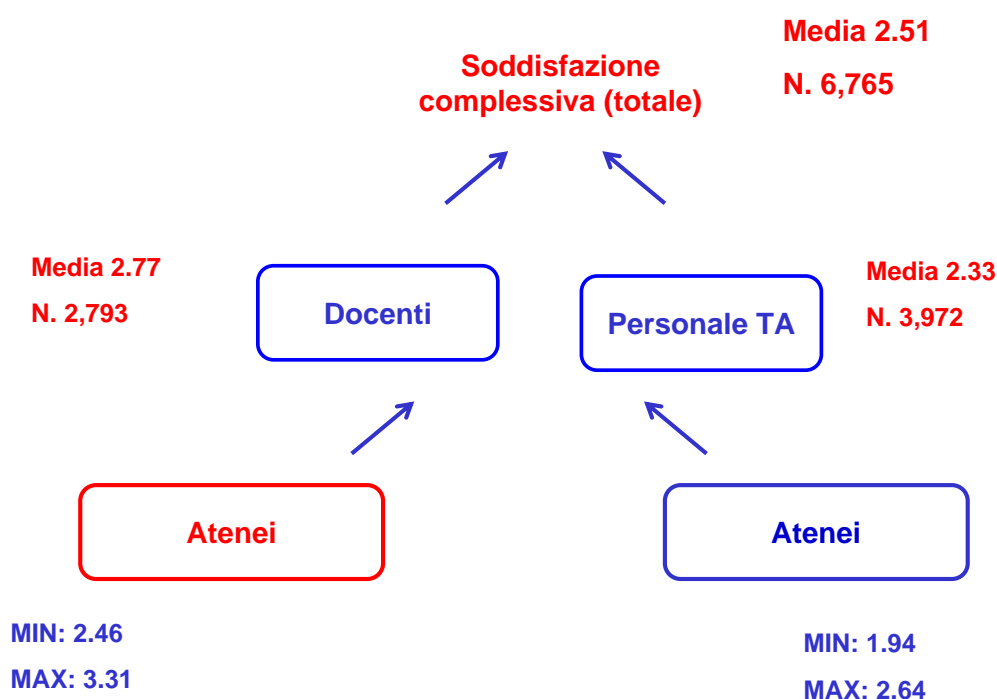 Media 2.51
Soddisfazione
complessiva (totale)
N. 6,765
Media 2.77
N. 2,793
Docenti
Personale TA
Media 2.33
N. 3,972
Atenei
Atenei
MIN: 2.46
MAX: 3.31
MIN: 1.94
MAX: 2.64